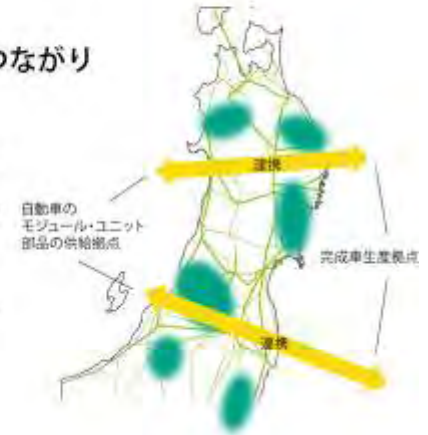 つながり
連携
自動車の
モジュール・ユニット
部品の供給拠点
完成車生産拠点
連携